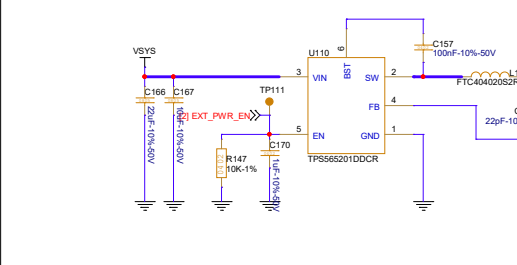 VSYS
U110
C157
100nF-10%-50V
6
BST
3
VIN
SW
2
FTC404020S2R
C166
22uF-10%-50V
C167
-10%-50V
TP111
2] EXT_PWR_EN
FB
4
22pF-10
5
EN
GND
1
TPS565201DDCR
C170
1uF-10%-50V
R147
10K-1%
0402